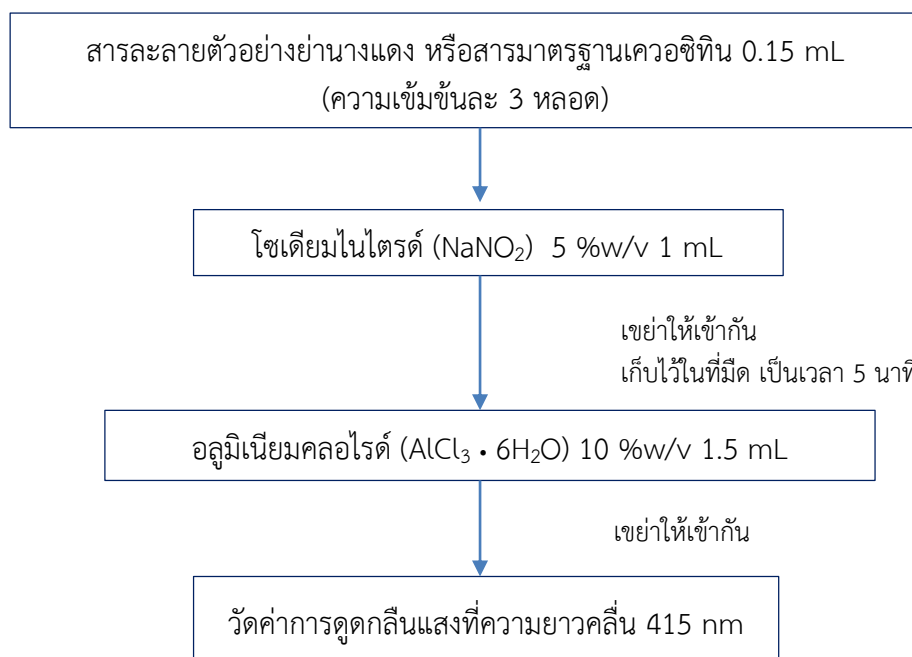 สารละลายตัวอย่างย่านางแดง หรือสารมาตรฐานเควอซิทิน 0.15 mL
(ความเข้มข้นละ 3 หลอด)
โซเดียมไนไตรด์ (NaNO₂) 5 %w/v 1 mL
เขย่าให้เข้ากัน
เก็บไว้ในที่มืด เป็นเวลา 5 นาที
อลูมิเนียมคลอไรด์ (AlCl₃ • 6H₂O) 10 %w/v 1.5 mL
เขย่าให้เข้ากัน
วัดค่าการดูดกลืนแสงที่ความยาวคลื่น 415 nm